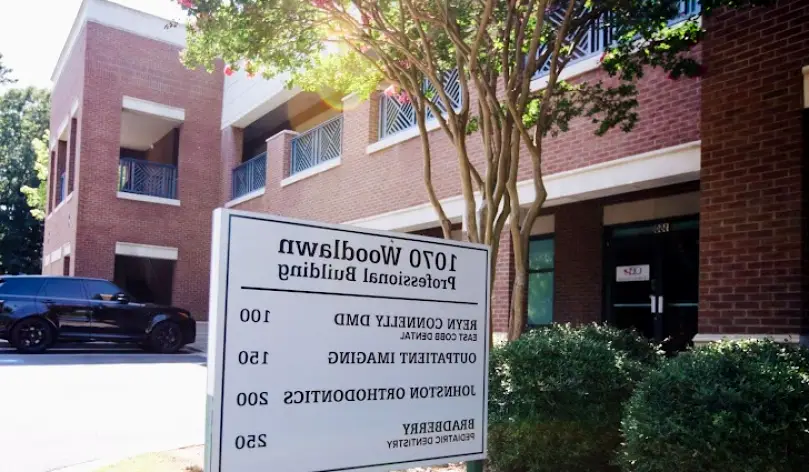 1070 Woodlawn
Professional Building
REYN CONNELLY DMD 100
EAST COBB DENTAL
OUTPATIENT IMAGING 150
JOHNSTON ORTHODONTICS 200
BRADBERRY
PEDIATRIC DENTISTRY 250